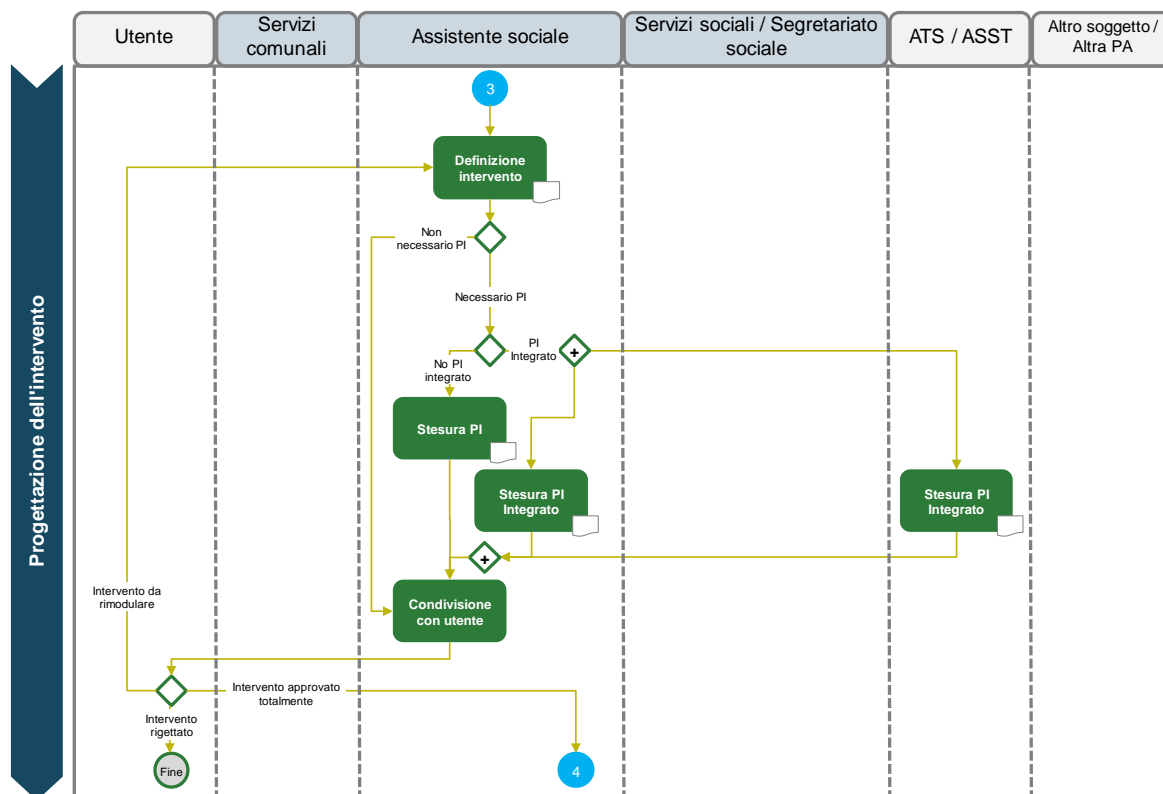 Utente
Servizi
comunali
Assistente sociale
Servizi sociali / Segretariato
sociale
ATS / ASST
Altro soggetto /
Altra PA
Progettazione dell'intervento
3
Definizione
intervento
Non
necessario PI
Necessario PI
PI
Integrato
+
No PI
integrato
Stesura PI
Stesura PI
Integrato
Stesura PI
Integrato
+
Condivisione
con utente
Intervento da
rimodulare
Intervento approvato
totalmente
Intervento
rigettato
Fine
4